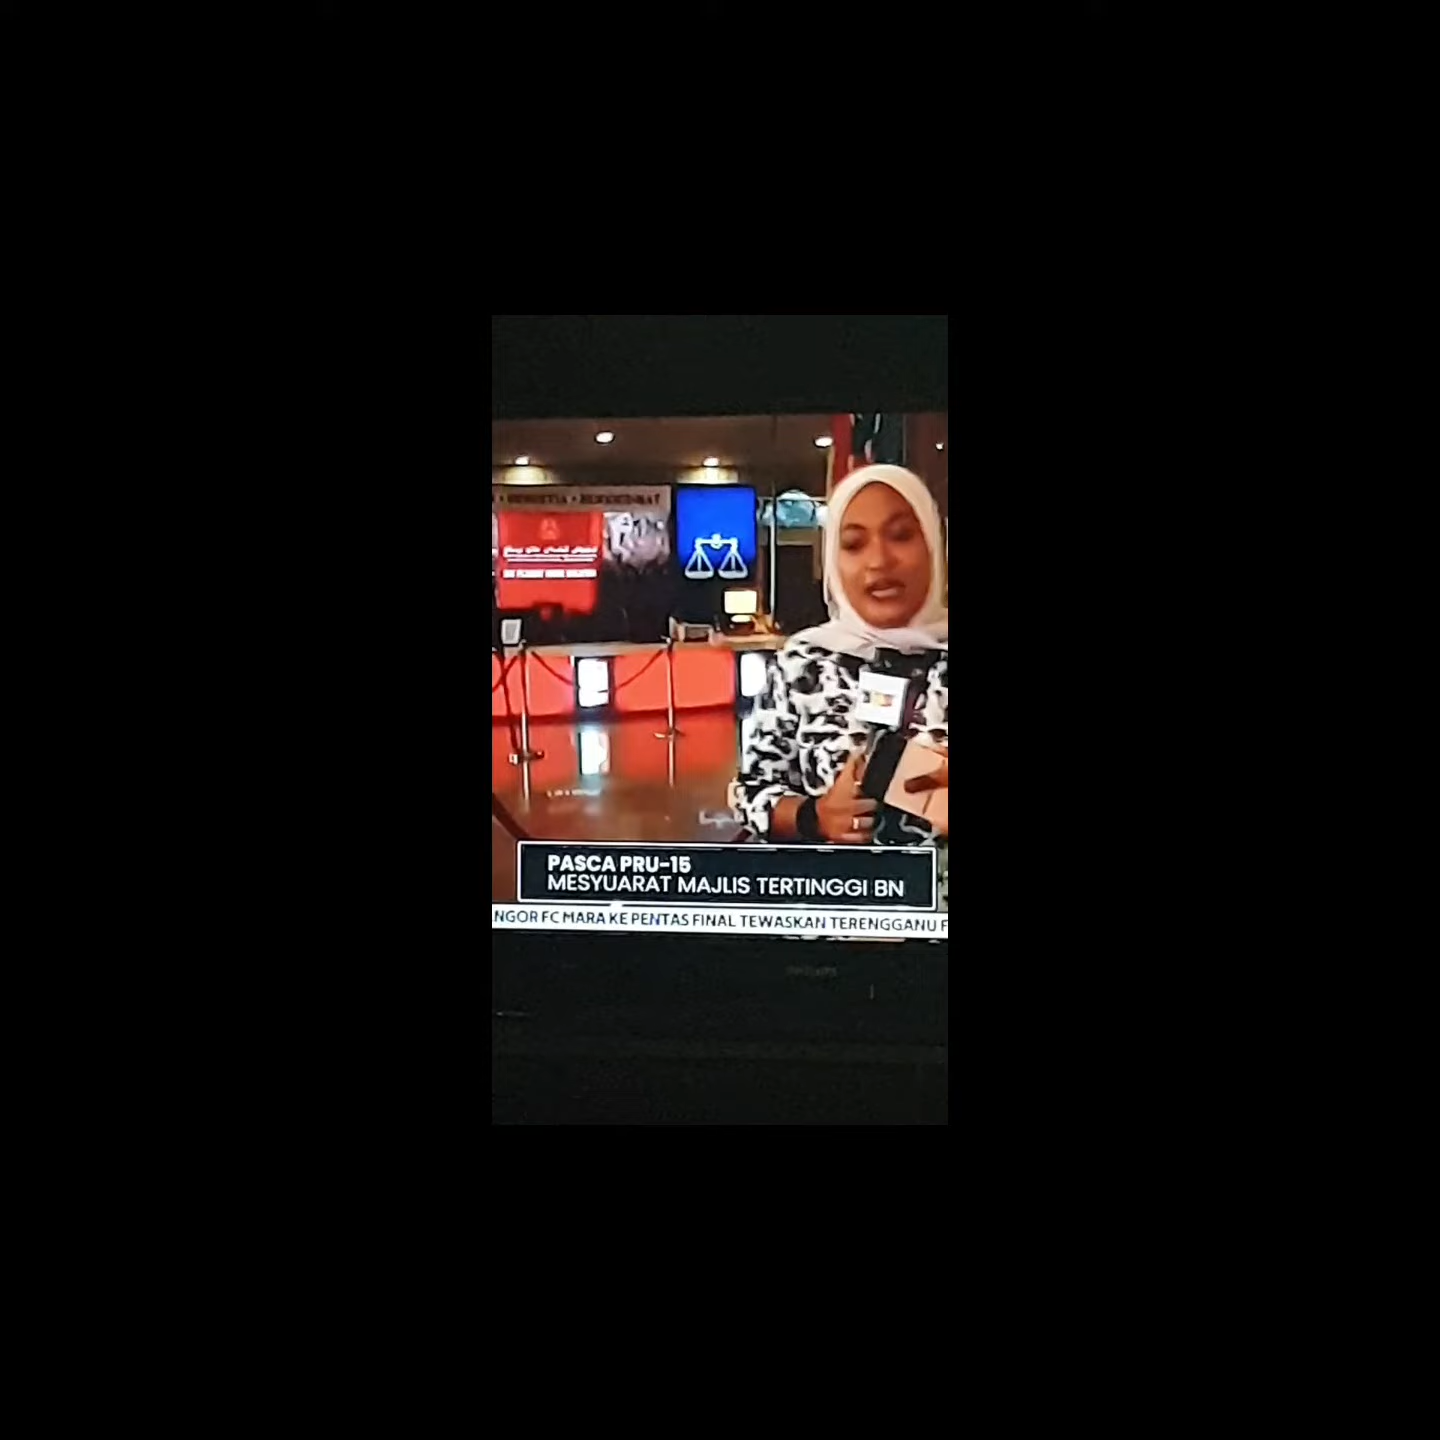 PASCA PRU-15
MESYUARAT MAJLIS TERTINGGI BN
NGOR FC MARA KE PENTAS FINAL TEWASKAN TERENGGANU F